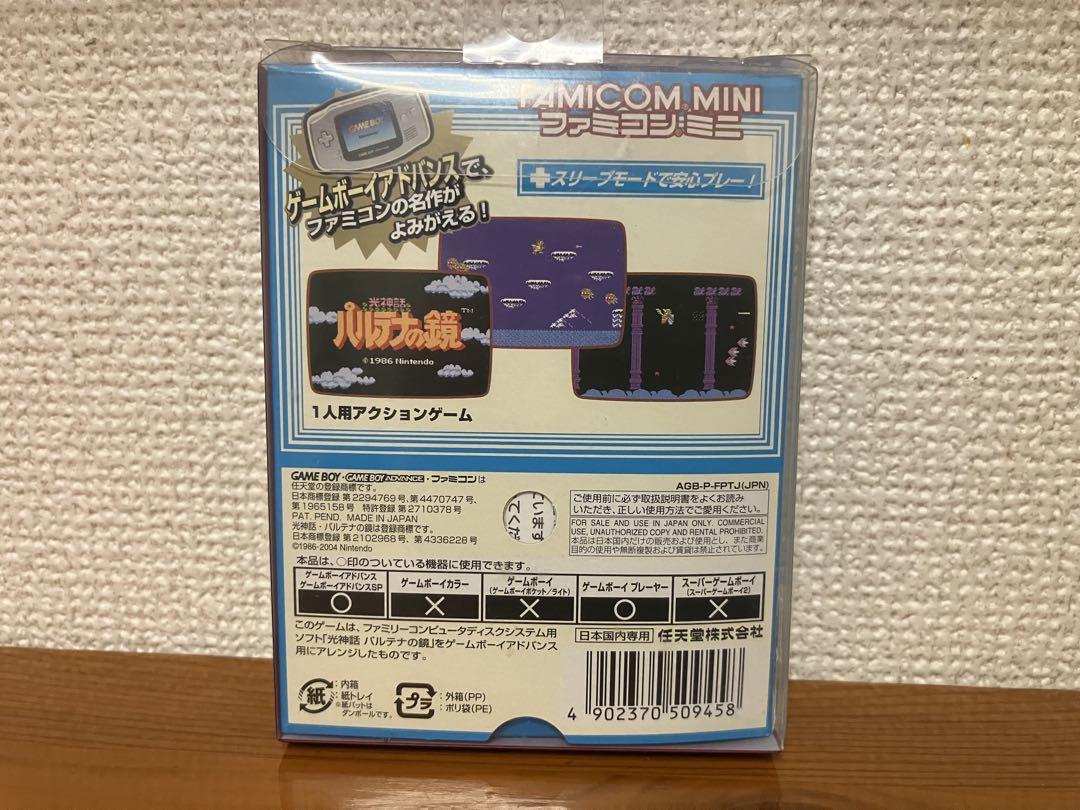 GAME BOY
FAMICOM MINI
ファミコン ミニ
ゲームボーイアドバンスで、
ファミコンの名作が
よみがえる!
スリープモードで安心プレー!
光神話
パルテナの鏡
TM
©1986 Nintendo
1人用アクションゲーム
GAME BOY・GAME BOY ADVANCE・ファミコンは
任天堂の登録商標です。
日本商標登録 第2294769号、第4470747号、
第1965158号 特許登録 第2710378号
PAT. PEND. MADE IN JAPAN
光神話・パルテナの鏡は登録商標です。
日本商標登録 第2102968号、第4336228号
©1986-2004 Nintendo
ています
てくだ
AGB-P-FPTJ(JPN)
ご使用前に必ず取扱説明書をよくお読み
いただき、正しい使用方法でご愛用ください。
FOR SALE AND USE IN JAPAN ONLY. COMMERCIAL
USE, UNAUTHORIZED COPY AND RENTAL PROHIBITED.
本品は日本国内だけの販売および使用とし、また商業
目的の使用や無断複製および賃貸は禁止されています。
本品は、○印のついている機器に使用できます。
ゲームボーイアドバンス
ゲームボーイアドバンスSP
○
ゲームボーイカラー
×
ゲームボーイ
(ゲームボーイポケット/ライト)
×
ゲームボーイ プレーヤー
○
スーパーゲームボーイ
(スーパーゲームボーイ2)
×
このゲームは、ファミリーコンピュータディスクシステム用
ソフト「光神話 パルテナの鏡」をゲームボーイアドバンス
用にアレンジしたものです。
日本国内専用 任天堂株式会社
紙
:内箱
:紙トレイ
※紙パットは
ダンボールです。
プラ
:外箱(PP)
:ポリ袋(PE)
4 902370 509458